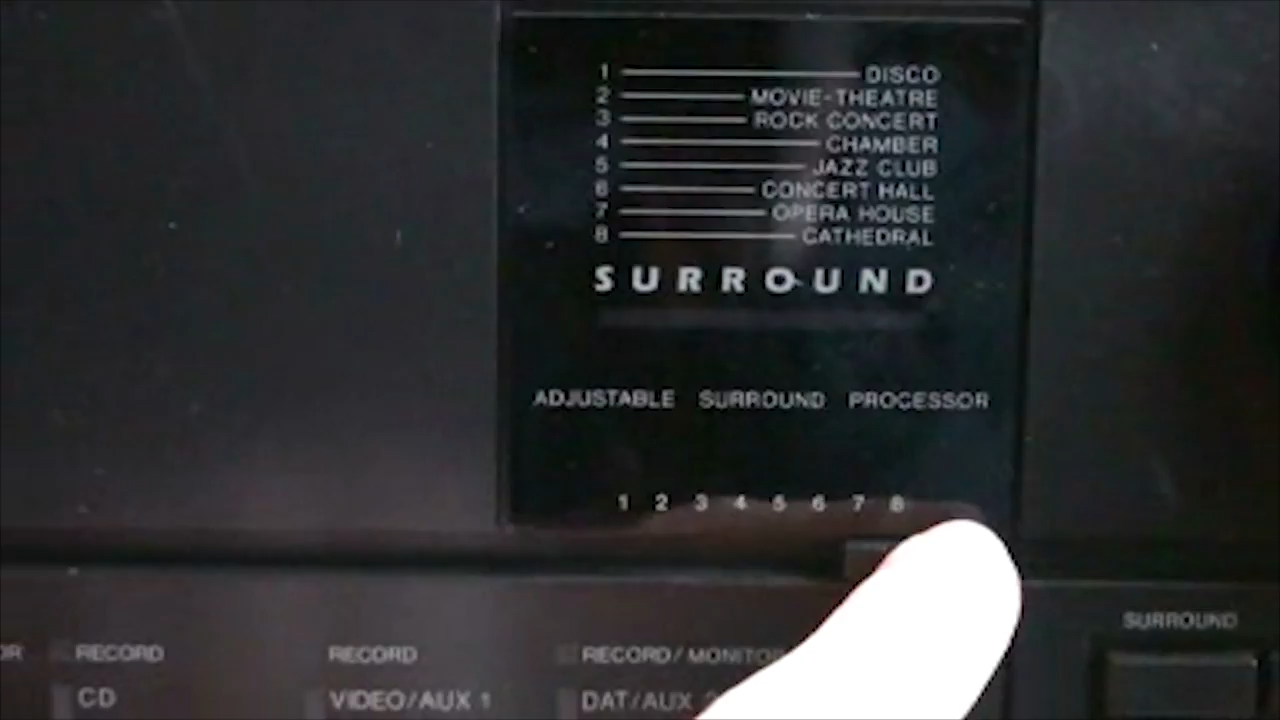 1 DISCO
2 MOVIE-THEATRE
3 ROCK CONCERT
4 CHAMBER
5 JAZZ CLUB
6 CONCERT HALL
7 OPERA HOUSE
8 CATHEDRAL
SURROUND
ADJUSTABLE SURROUND PROCESSOR
1 2 3 4 5 6 7 8
SURROUND
RECORD RECORD RECORD/MONITOR
CD VIDEO/AUX 1 DAT/AUX